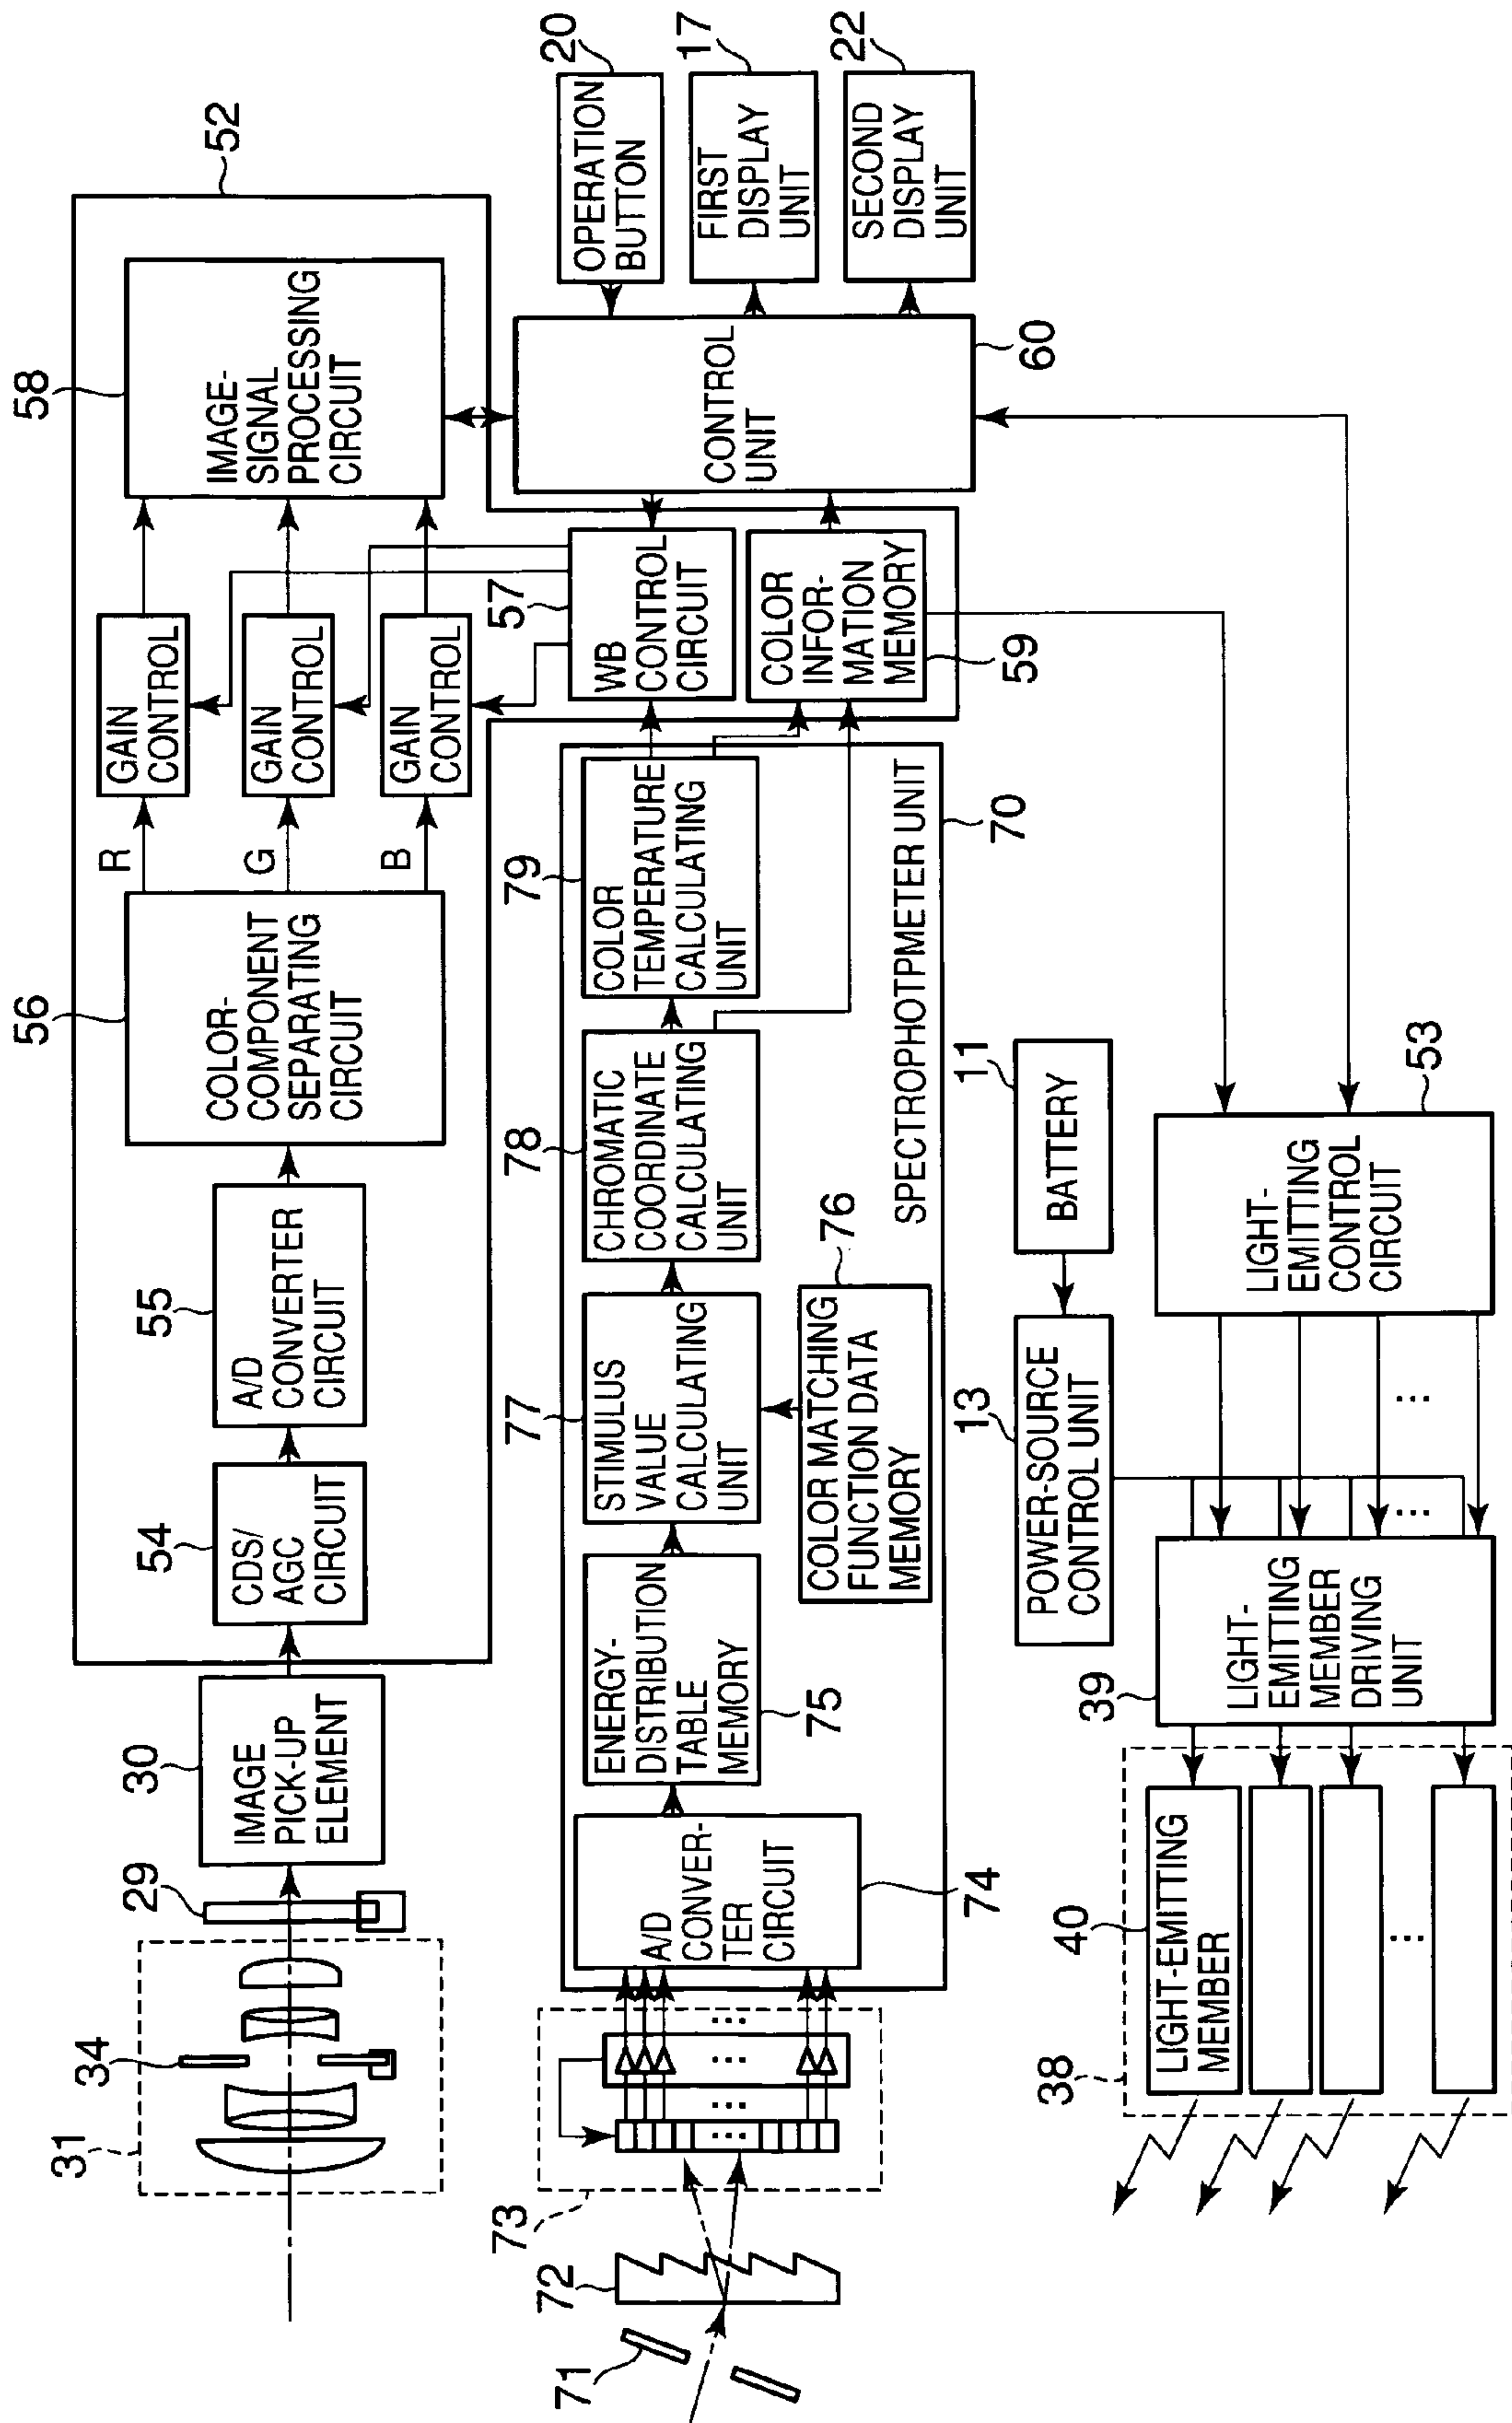 31
34
29
30
IMAGE
PICK-UP
ELEMENT
54
CDS/
AGC
CIRCUIT
55
A/D
CONVERTER
CIRCUIT
56
COLOR-
COMPONENT
SEPARATING
CIRCUIT
R
G
B
GAIN
CONTROL
GAIN
CONTROL
GAIN
CONTROL
58
IMAGE-
SIGNAL
PROCESSING
CIRCUIT
52
71
72
73
...
...
...
...
A/D
CONVER-
TER
CIRCUIT
74
ENERGY-
DISTRIBUTION
TABLE
MEMORY
75
77
STIMULUS
VALUE
CALCULATING
UNIT
COLOR MATCHING
FUNCTION DATA
MEMORY
76
78
CHROMATIC
COORDINATE
CALCULATING
UNIT
79
COLOR
TEMPERATURE
CALCULATING
UNIT
SPECTROPHOTPMETER UNIT
70
57
WB
CONTROL
CIRCUIT
COLOR
INFOR-
MATION
MEMORY
59
CONTROL
UNIT
60
OPERATION
BUTTON
20
FIRST
DISPLAY
UNIT
17
SECOND
DISPLAY
UNIT
22
38
40
LIGHT-EMITTING
MEMBER
...
39
LIGHT-
EMITTING
MEMBER
DRIVING
UNIT
...
...
13
POWER-SOURCE
CONTROL UNIT
11
BATTERY
LIGHT-
EMITTING
CONTROL
CIRCUIT
53